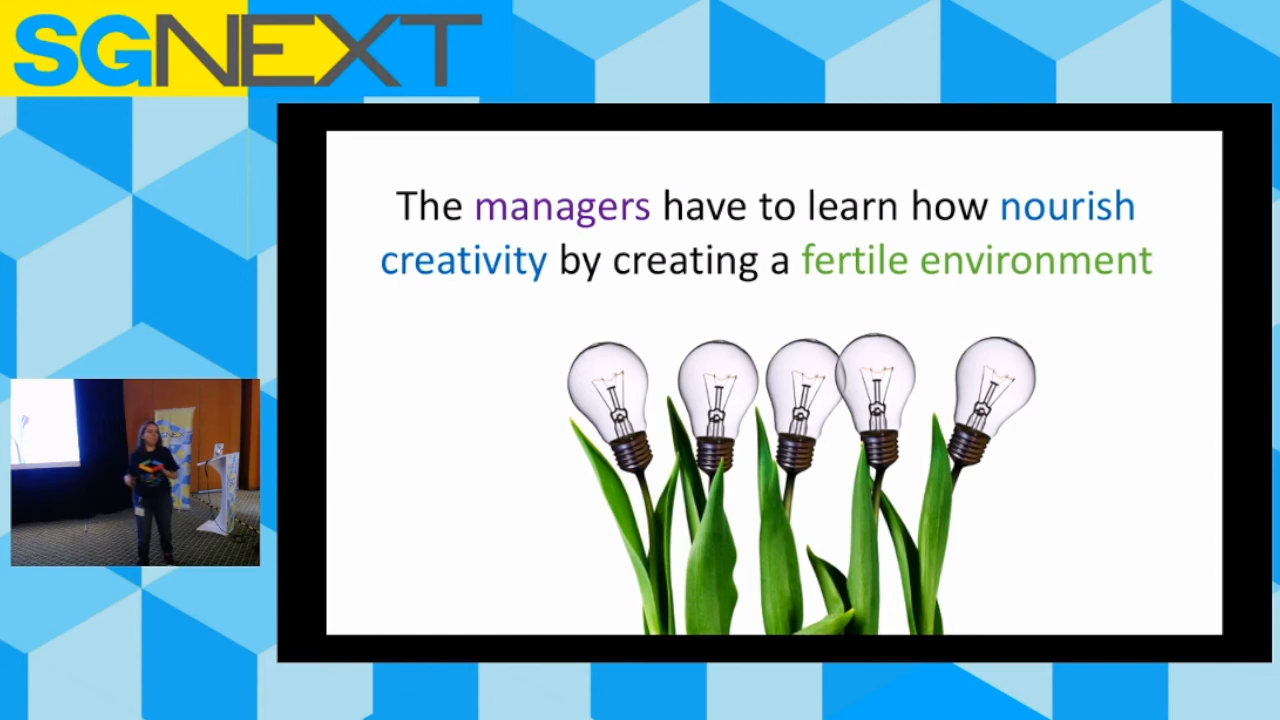 SGNEXT
The managers have to learn how nourish
creativity by creating a fertile environment